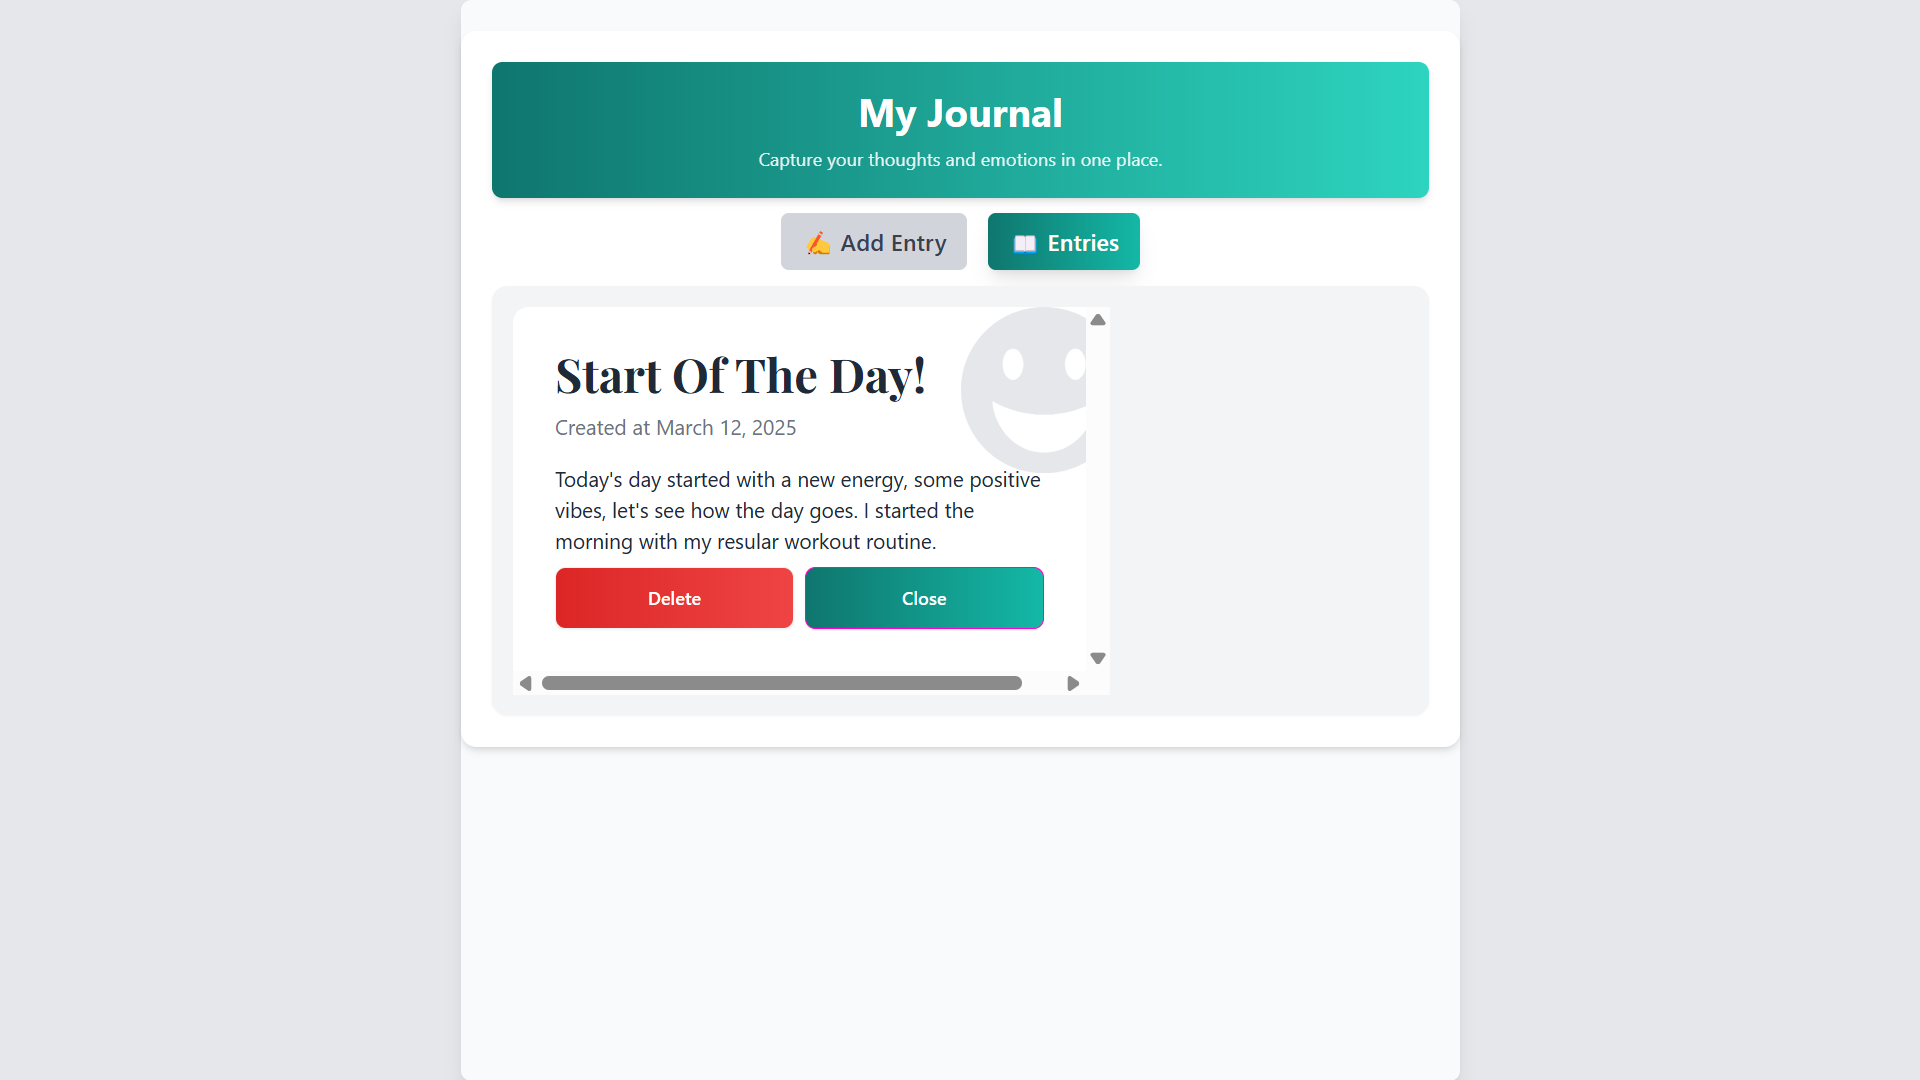 My Journal
Capture your thoughts and emotions in one place.
✍️ Add Entry
📖 Entries
Start Of The Day!
Created at March 12, 2025
Today's day started with a new energy, some positive
vibes, let's see how the day goes. I started the
morning with my resular workout routine.
Delete
Close